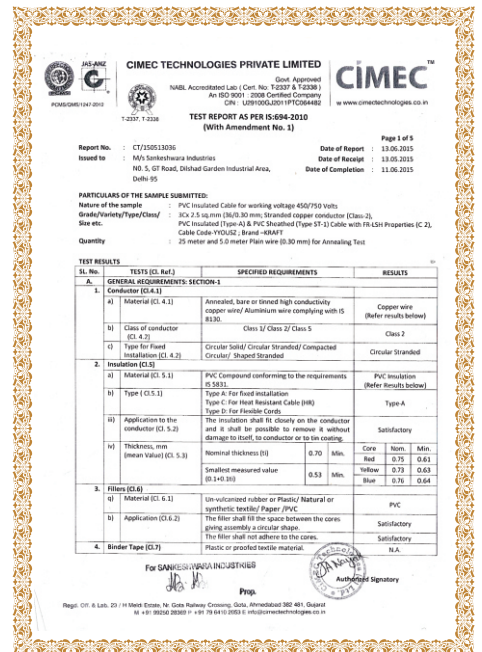 JAS-ANZ
C
PCMS/QMS/1247-2012
T-2337, T-2338
CIMEC TECHNOLOGIES PRIVATE LIMITED
Govt. Approved
NABL Accredited Lab ( Cert. No: T-2337 & T-2338 )
An ISO 9001 : 2008 Certified Company
CIN : U29100GJ2011PTC064482
CIMEC™
w www.cimectechnologies.co.in
TEST REPORT AS PER IS:694-2010
(With Amendment No. 1)
Page 1 of 5
Report No. : CT/150513036 Date of Report : 13.06.2015
Issued to : M/s Sankeshwara Industries Date of Receipt : 13.05.2015
NO. 5, GT Road, Dilshad Garden Industrial Area, Date of Completion : 11.06.2015
Delhi-95
PARTICULARS OF THE SAMPLE SUBMITTED:
Nature of the sample : PVC Insulated Cable for working voltage 450/750 Volts
Grade/Variety/Type/Class/ Size etc. : 3Cx 2.5 sq.mm (36/0.30 mm; Stranded copper conductor (Class-2),
PVC Insulated (Type-A) & PVC Sheathed (Type ST-1) Cable with FR-LSH Properties (C 2),
Cable Code-YYOUSZ ; Brand –KRAFT
Quantity : 25 meter and 5.0 meter Plain wire (0.30 mm) for Annealing Test
TEST RESULTS
SL. No. TESTS (Cl. Ref.) SPECIFIED REQUIREMENTS RESULTS
A. GENERAL REQUIREMENTS: SECTION-1
1. Conductor (Cl.4.1)
a) Material (Cl. 4.1) Annealed, bare or tinned high conductivity copper wire/ Aluminium wire complying with IS 8130. Copper wire (Refer results below)
b) Class of conductor (Cl. 4.2) Class 1/ Class 2/ Class 5 Class 2
c) Type for Fixed Installation (Cl. 4.2) Circular Solid/ Circular Stranded/ Compacted Circular/ Shaped Stranded Circular Stranded
2. Insulation (Cl.5)
a) Material (Cl. 5.1) PVC Compound conforming to the requirements IS 5831. PVC Insulation (Refer Results below)
b) Type ( Cl.5.1) Type A: For fixed installation
Type C: For Heat Resistant Cable (HR)
Type D: For Flexible Cords
Type-A
iii) Application to the conductor (Cl. 5.2) The insulation shall fit closely on the conductor and it shall be possible to remove it without damage to itself, to conductor or to tin coating. Satisfactory
iv) Thickness, mm (mean Value) (Cl. 5.3) Nominal thickness (ti) 0.70 Min.
Core Nom. Min.
Red 0.75 0.61
Smallest measured value (0.1+0.1ti) 0.53 Min.
Yellow 0.73 0.63
Blue 0.76 0.64
3. Fillers (Cl.6)
q) Material (Cl. 6.1) Un-vulcanized rubber or Plastic/ Natural or synthetic textile/ Paper /PVC PVC
b) Application (Cl.6.2) The filler shall fill the space between the cores giving assembly a circular shape. Satisfactory
The filler shall not adhere to the cores. Satisfactory
4. Binder Tape (Cl.7) Plastic or proofed textile material. N.A.
For SANKESHWARA INDUSTRIES
Prop.
Authorized Signatory
Regd. Off. & Lab. 23 / H Meldi Estate, Nr. Gota Railway Crossing, Gota, Ahmedabad 382 481, Gujarat
M +91 99250 28369 P +91 79 6410 2053 E info@cimectechnologies.co.in